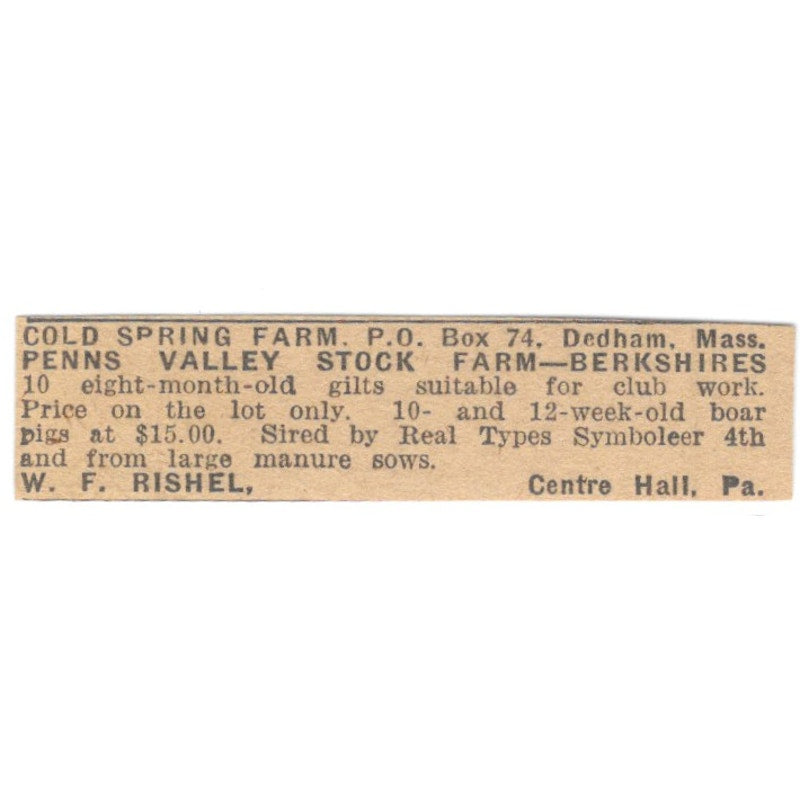 COLD SPRING FARM. P.O. Box 74, Dedham, Mass.
PENNS VALLEY STOCK FARM—BERKSHIRES
10 eight-month-old gilts suitable for club work.
Price on the lot only. 10- and 12-week-old boar
pigs at $15.00. Sired by Real Types Symboleer 4th
and from large manure sows.
W. F. RISHEL, Centre Hall, Pa.